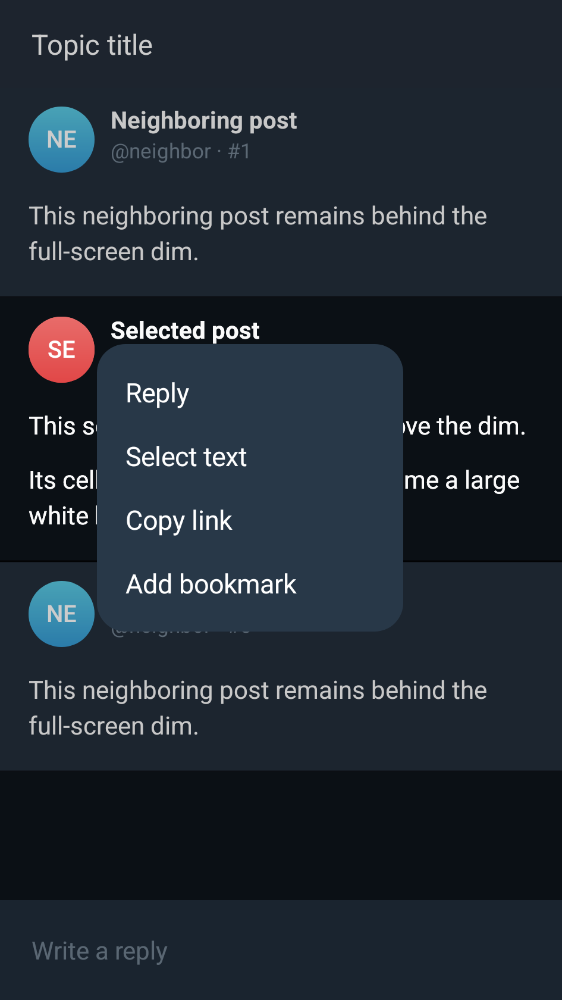 Topic title
NE
Neighboring post
@neighbor · #1
This neighboring post remains behind the
full-screen dim.
SE
Selected post
This
ve the dim.
Its
me a large
white
Reply
Select text
Copy link
Add bookmark
NE
This neighboring post remains behind the
full-screen dim.
Write a reply